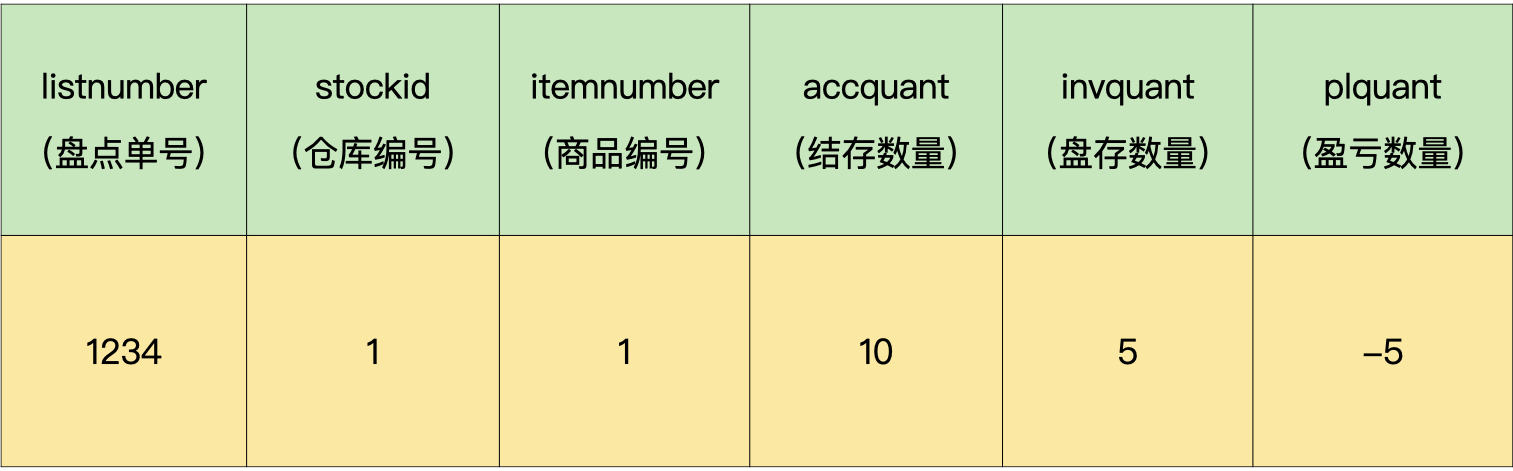 listnumber stockid itemnumber accquant invquant plquant
（盘点单号） （仓库编号） （商品编号） （结存数量） （盘存数量） （盈亏数量）
1234 1 1 10 5 −5